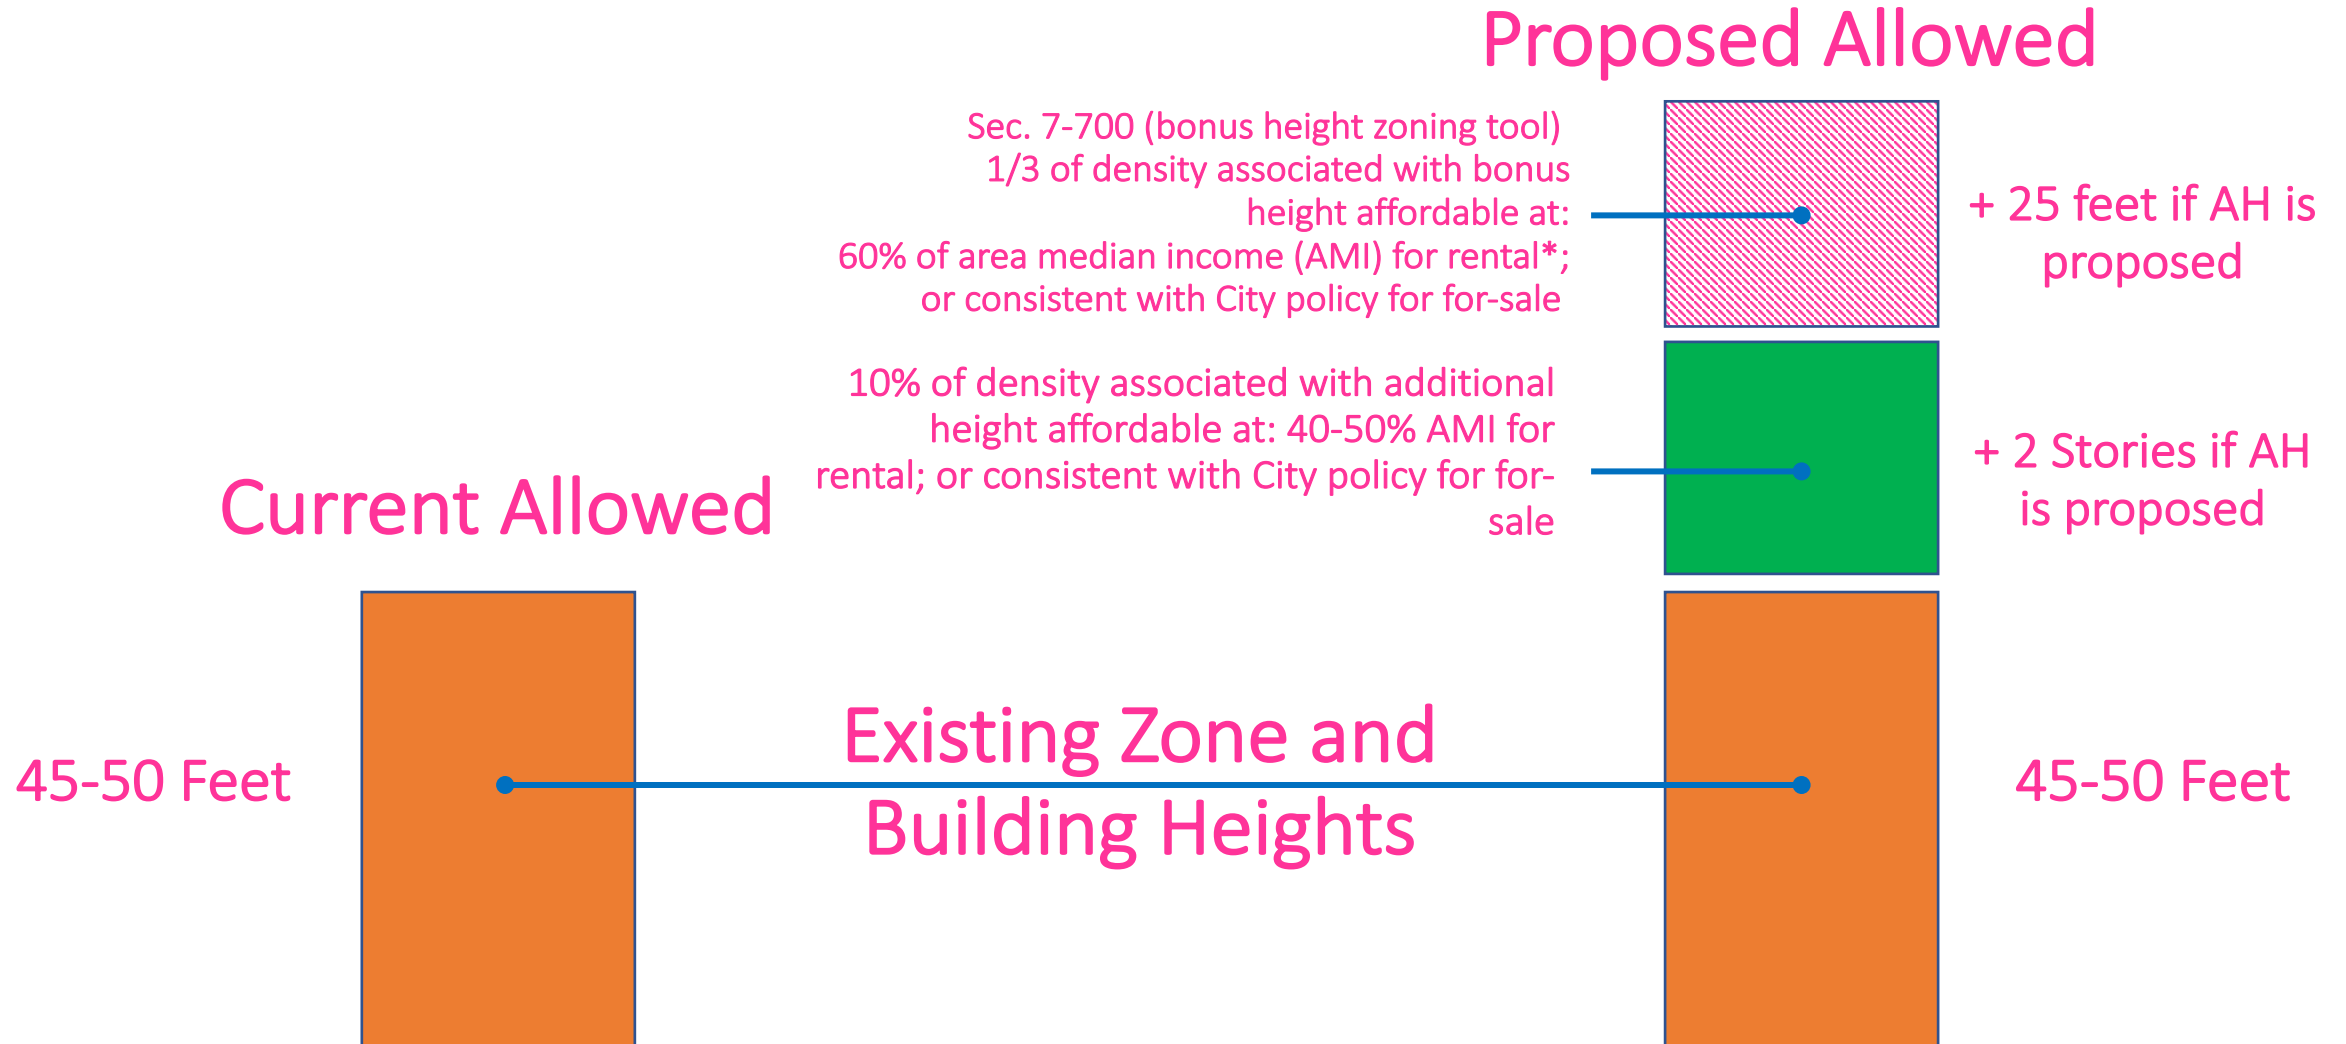 Proposed Allowed
Sec. 7-700 (bonus height zoning tool)
1/3 of density associated with bonus
height affordable at:
60% of area median income (AMI) for rental*;
or consistent with City policy for for-sale
+ 25 feet if AH is
proposed
10% of density associated with additional
height affordable at: 40-50% AMI for
rental; or consistent with City policy for for-
sale
+ 2 Stories if AH
is proposed
Current Allowed
45-50 Feet
Existing Zone and
Building Heights
45-50 Feet